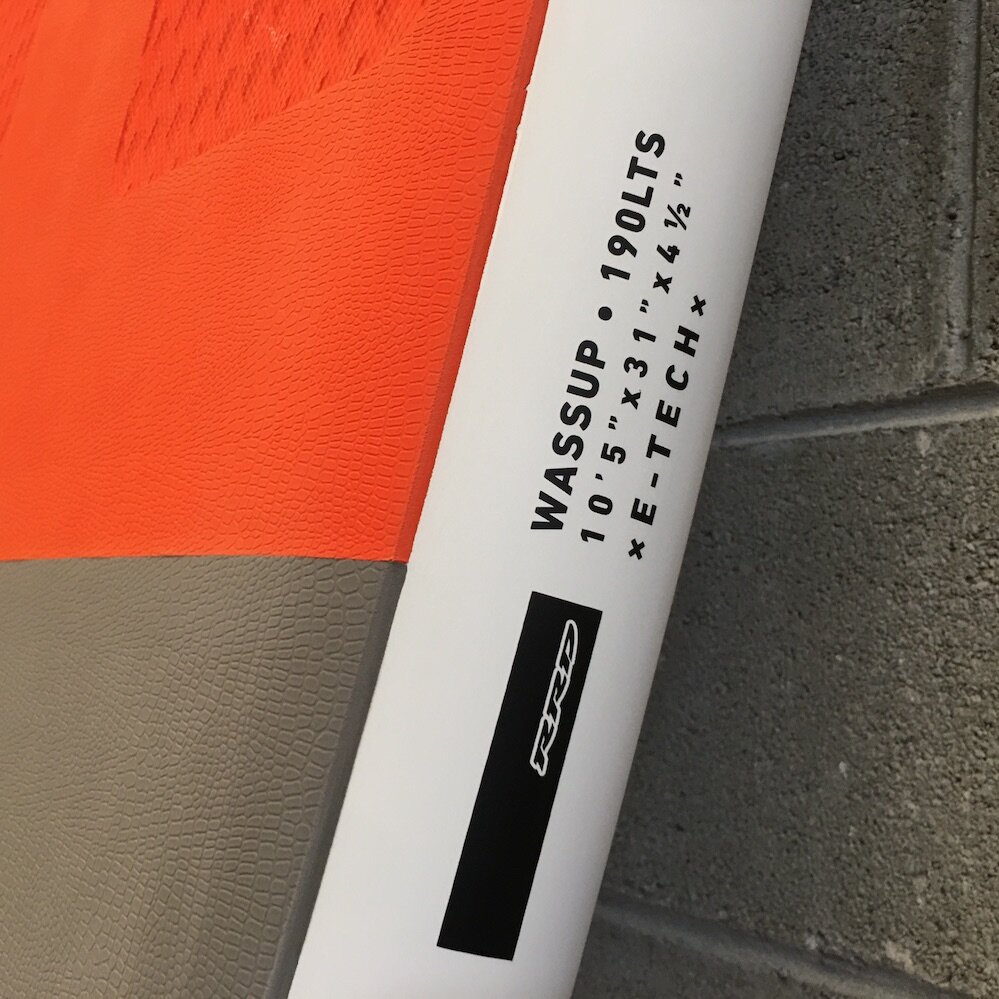 WASSUP • 190LTS
10'5"x31"x4½"
×E-TECH×
RRD